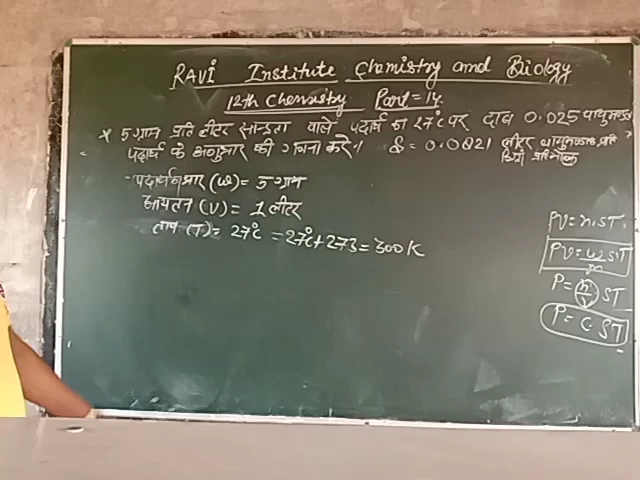 RAVI Institute Chemistry and Biology
12th Chemistry Part = 14
* 5 ग्राम प्रति लीटर सान्द्रता वाले पदार्थ का 27°C पर दाब 0.025 वायुमण्डल
पदार्थ के अणुभार की गणना करे। S = 0.0821 लीटर वायुमण्डल प्रति
डिग्री प्रति मोल
पदार्थ भार (w) = 5 ग्राम
आयतन (V) = 1 लीटर
ताप (T) = 27°C = 27°C + 273 = 300 K
PV = n.ST.
PV = w S.T / m
P = (n/V) ST
P = C ST